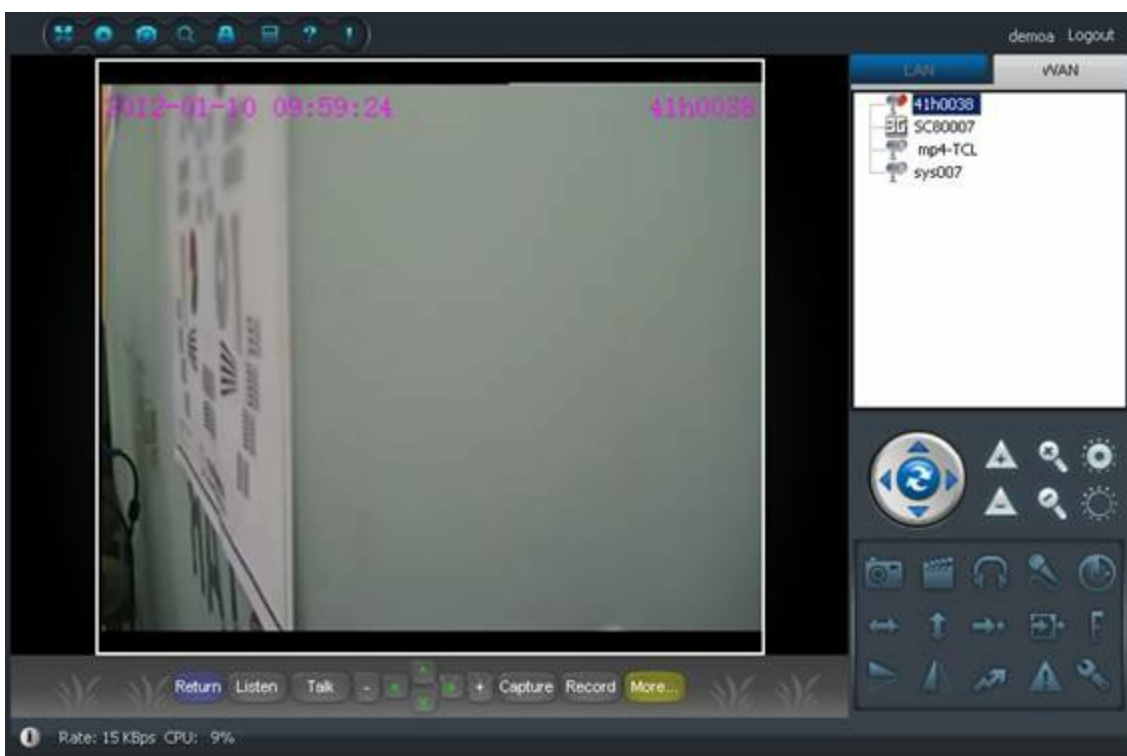 demoa Logout
LAN WAN
2012-01-10 09:59:24 41h0038
41h0038
3G SC80007
mp4-TCL
sys007
Return Listen Talk - + Capture Record More...
Rate: 15 KBps CPU: 9%